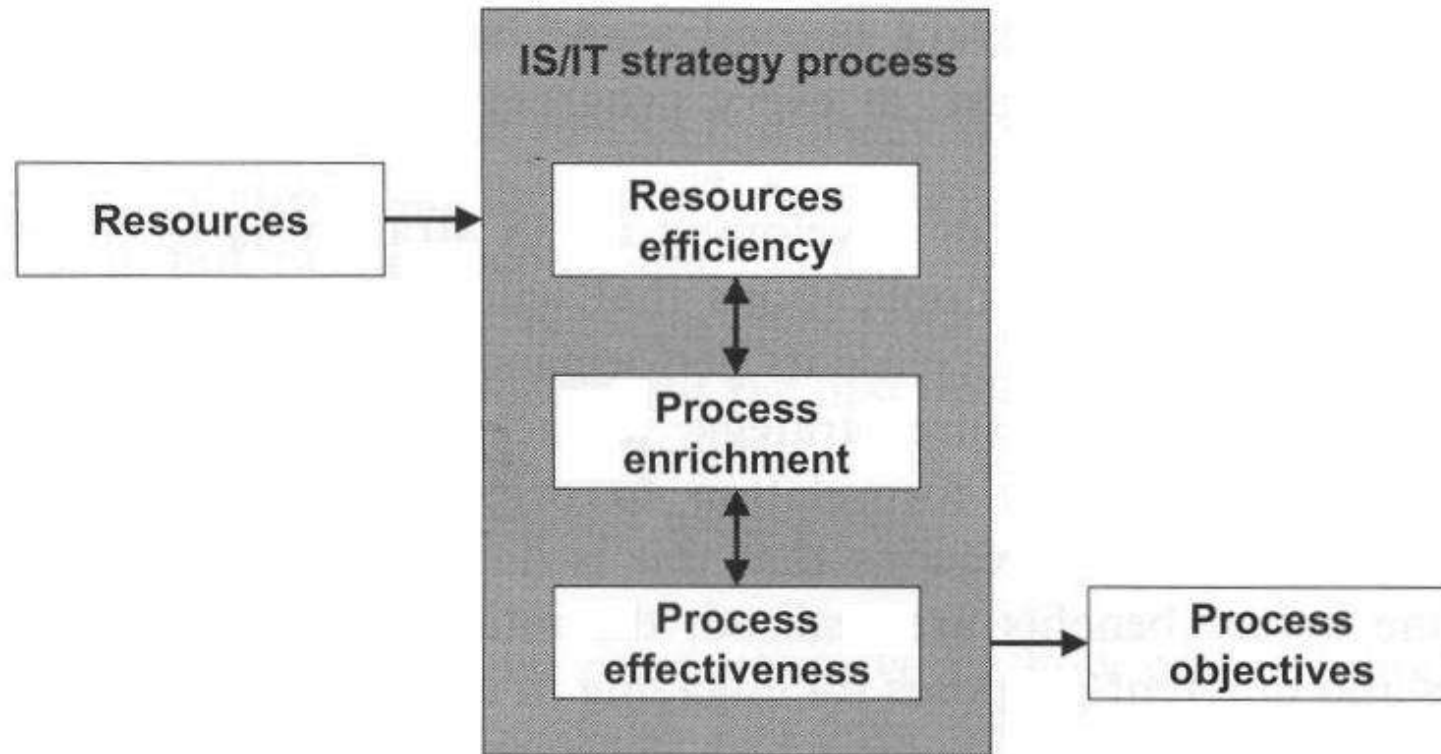 IS/IT strategy process
Resources
Resources
efficiency
Process
enrichment
Process
effectiveness
Process
objectives